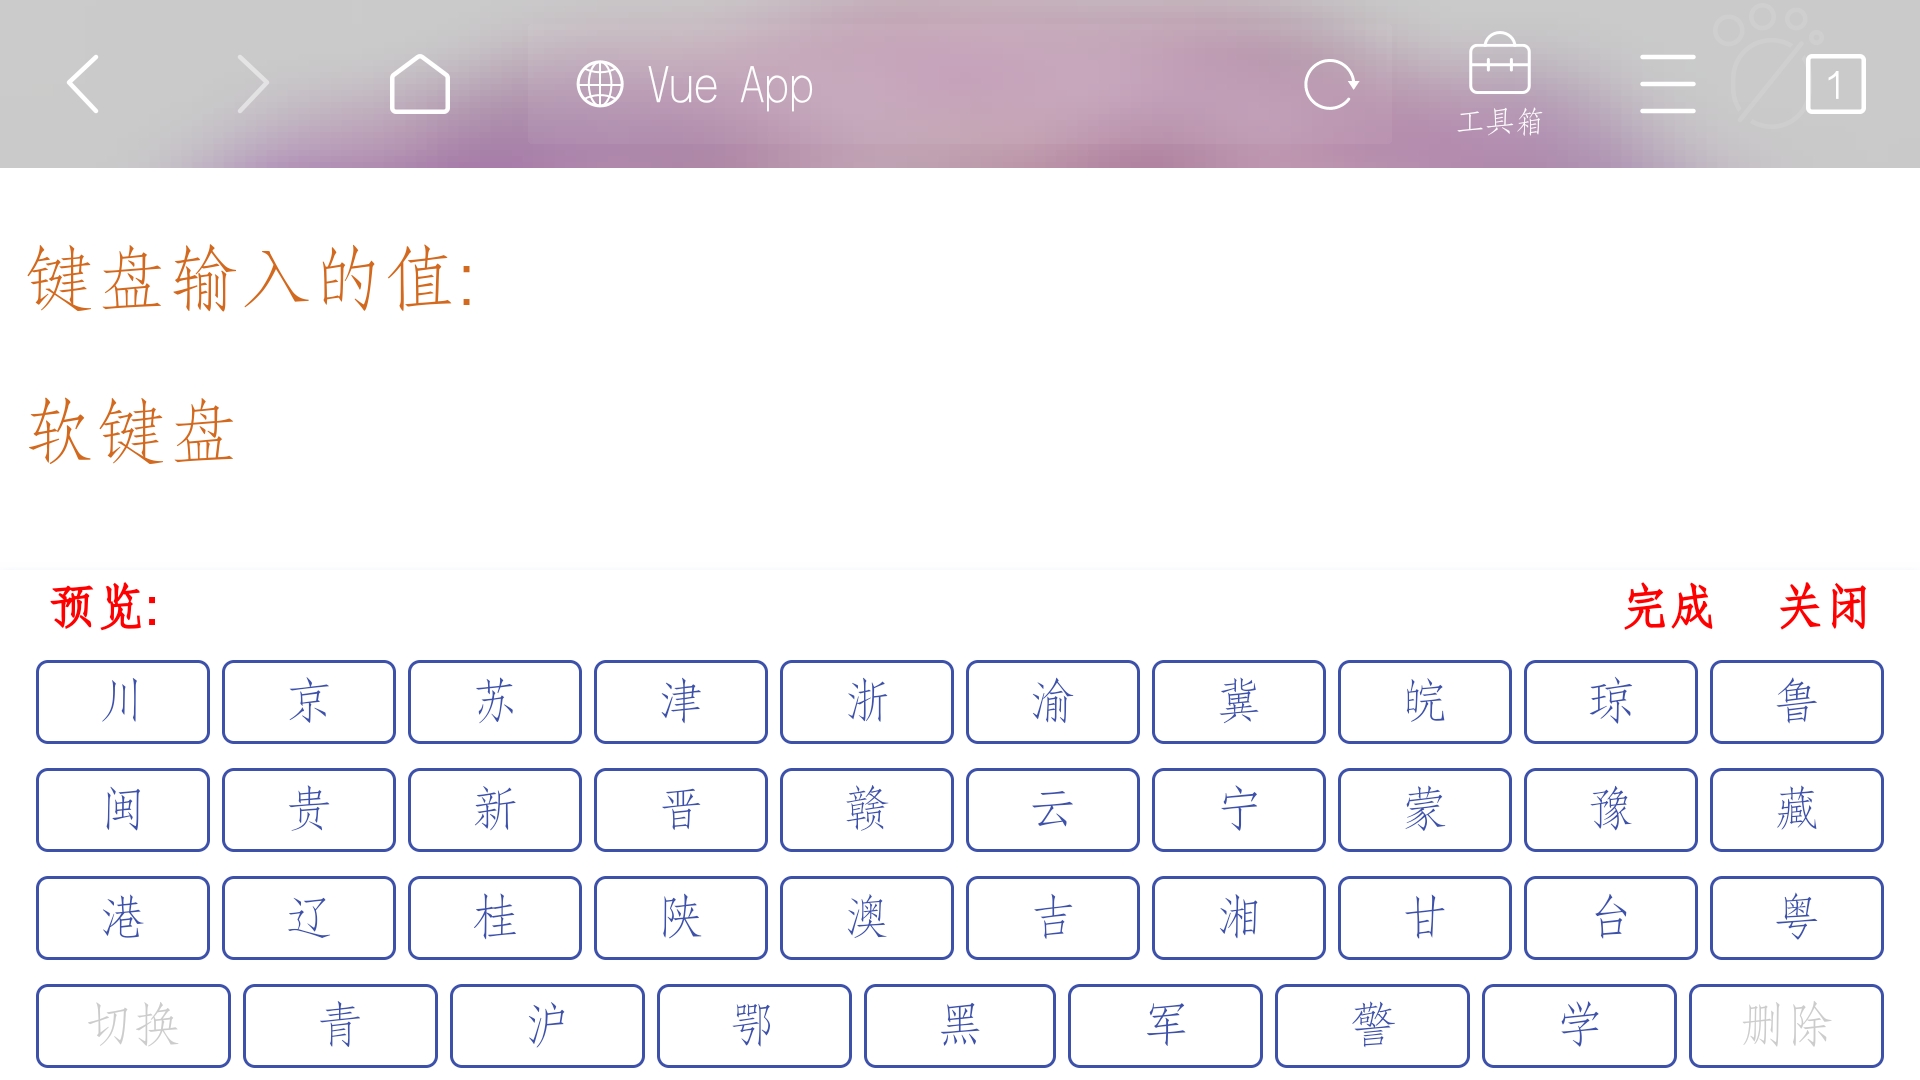 Vue App
工具箱
1
键盘输入的值:
软键盘
预览: 完成 关闭
川 京 苏 津 浙 渝 冀 皖 琼 鲁
闽 贵 新 晋 赣 云 宁 蒙 豫 藏
港 辽 桂 陕 澳 吉 湘 甘 台 粤
切换 青 沪 鄂 黑 军 警 学 删除